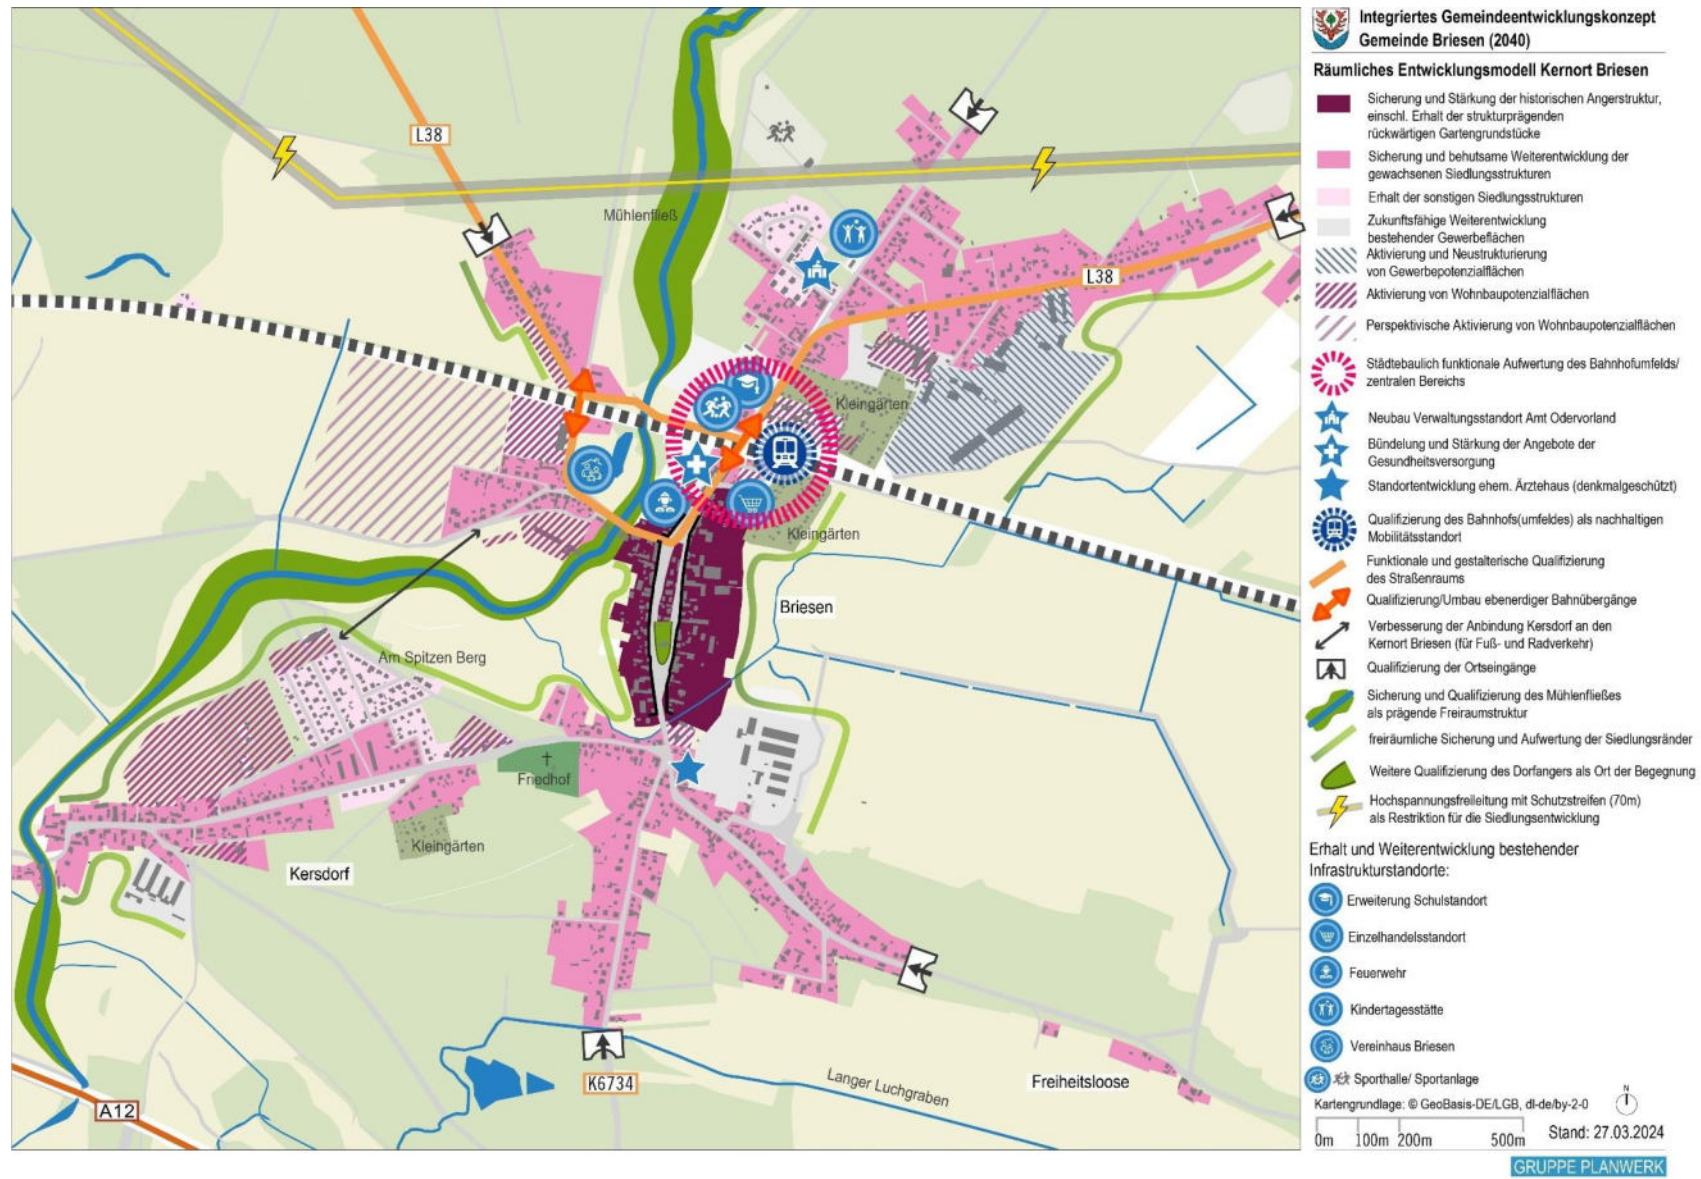 L38
Mühlenfließ
L38
Kleingärten
Kleingärten
Briesen
Am Spitzen Berg
Friedhof
Kleingärten
Kersdorf
K6734
Langer Luchgraben
Freiheitsloose
A12
Integriertes Gemeindeentwicklungskonzept
Gemeinde Briesen (2040)
Räumliches Entwicklungsmodell Kernort Briesen
Sicherung und Stärkung der historischen Angerstruktur,
einschl. Erhalt der strukturprägenden
rückwärtigen Gartengrundstücke
Sicherung und behutsame Weiterentwicklung der
gewachsenen Siedlungsstrukturen
Erhalt der sonstigen Siedlungsstrukturen
Zukunftsfähige Weiterentwicklung
bestehender Gewerbeflächen
Aktivierung und Neustrukturierung
von Gewerbepotenzialflächen
Aktivierung von Wohnbaupotenzialflächen
Perspektivische Aktivierung von Wohnbaupotenzialflächen
Städtebaulich funktionale Aufwertung des Bahnhofumfelds/
zentralen Bereichs
Neubau Verwaltungsstandort Amt Odervorland
Bündelung und Stärkung der Angebote der
Gesundheitsversorgung
Standortentwicklung ehem. Ärztehaus (denkmalgeschützt)
Qualifizierung des Bahnhofs(umfeldes) als nachhaltigen
Mobilitätsstandort
Funktionale und gestalterische Qualifizierung
des Straßenraums
Qualifizierung/Umbau ebenerdiger Bahnübergänge
Verbesserung der Anbindung Kersdorf an den
Kernort Briesen (für Fuß- und Radverkehr)
Qualifizierung der Ortseingänge
Sicherung und Qualifizierung des Mühlenfließes
als prägende Freiraumstruktur
freiräumliche Sicherung und Aufwertung der Siedlungsränder
Weitere Qualifizierung des Dorfangers als Ort der Begegnung
Hochspannungsfreileitung mit Schutzstreifen (70m)
als Restriktion für die Siedlungsentwicklung
Erhalt und Weiterentwicklung bestehender
Infrastrukturstandorte:
Erweiterung Schulstandort
Einzelhandelsstandort
Feuerwehr
Kindertagesstätte
Vereinhaus Briesen
Sporthalle/ Sportanlage
Kartengrundlage: © GeoBasis-DE/LGB, dl-de/by-2-0
N
0m 100m 200m 500m
Stand: 27.03.2024
GRUPPE PLANWERK